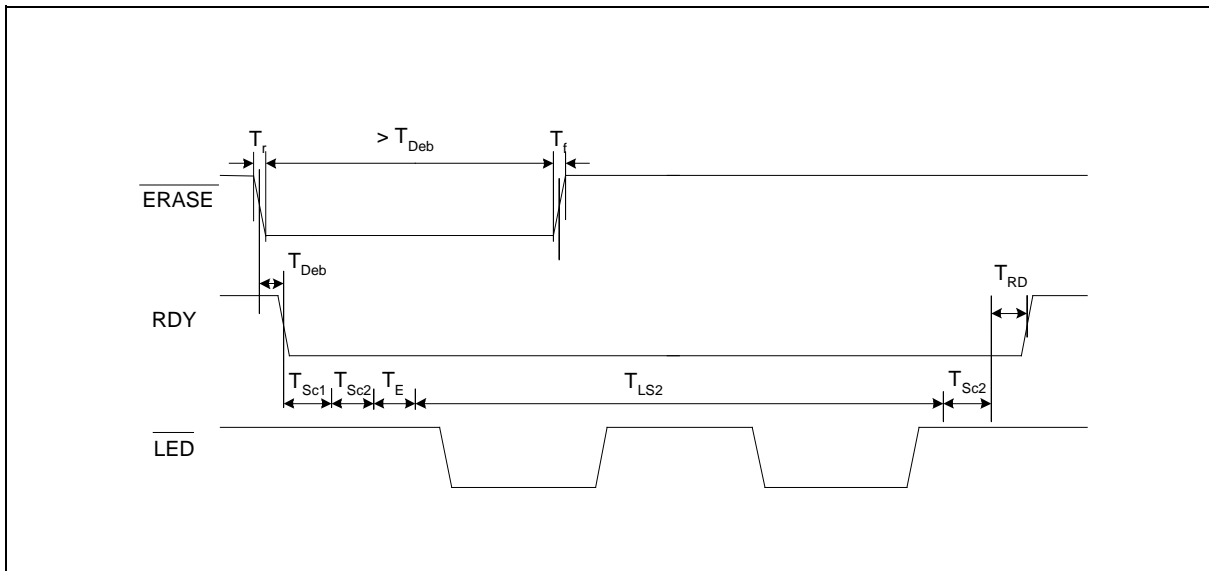 Tr > TDeb Tf
ERASE
TDeb TRD
RDY
TSc1 TSc2 TE TLS2 TSc2
LED